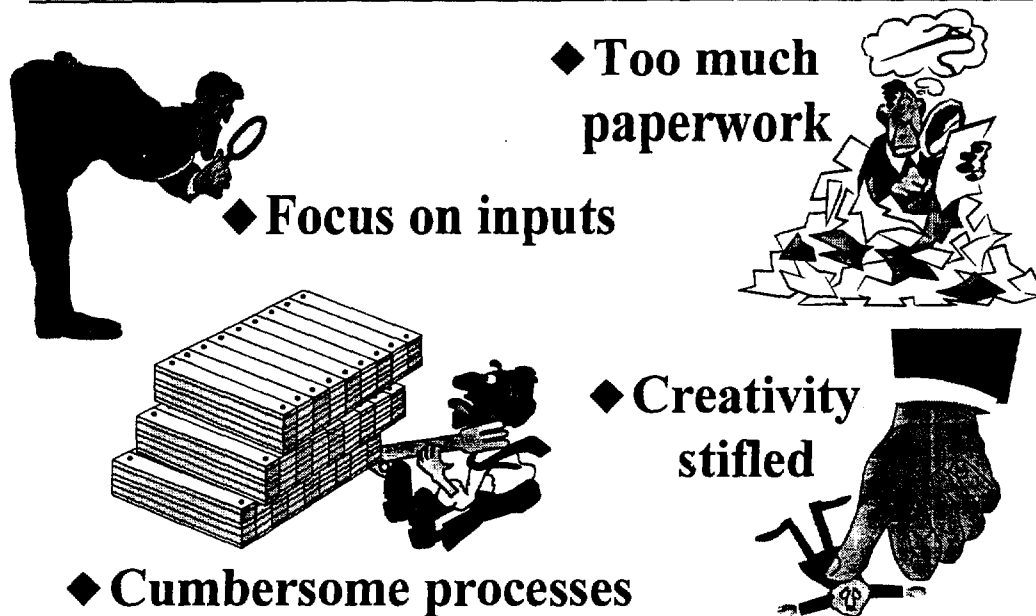 ◆ Too much
paperwork
◆ Focus on inputs
◆ Creativity
stifled
◆ Cumbersome processes